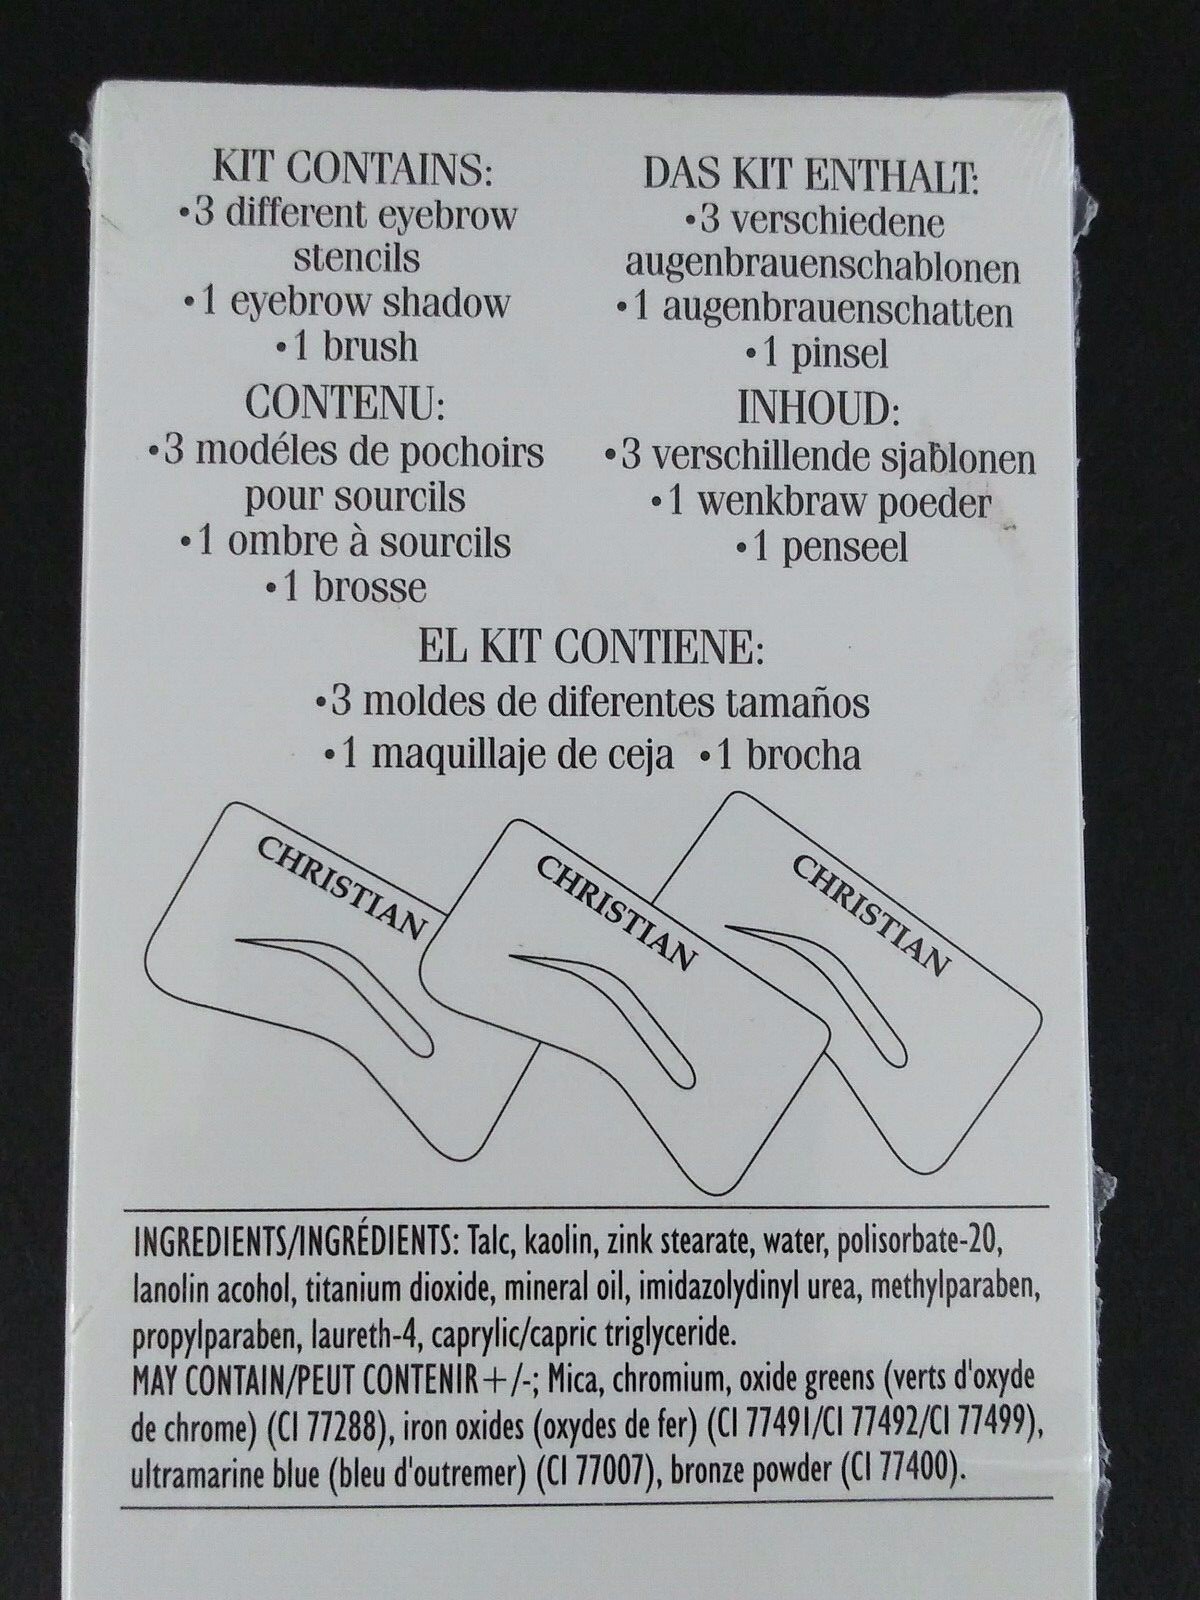 KIT CONTAINS:
•3 different eyebrow
stencils
•1 eyebrow shadow
•1 brush
DAS KIT ENTHALT:
•3 verschiedene
augenbrauenschablonen
•1 augenbrauenschatten
•1 pinsel
CONTENU:
•3 modéles de pochoirs
pour sourcils
•1 ombre à sourcils
•1 brosse
INHOUD:
•3 verschillende sjablonen
•1 wenkbraw poeder
•1 penseel
EL KIT CONTIENE:
•3 moldes de diferentes tamaños
•1 maquillaje de ceja •1 brocha
CHRISTIAN
CHRISTIAN
CHRISTIAN
INGREDIENTS/INGRÉDIENTS: Talc, kaolin, zink stearate, water, polisorbate-20,
lanolin acohol, titanium dioxide, mineral oil, imidazolydinyl urea, methylparaben,
propylparaben, laureth-4, caprylic/capric triglyceride.
MAY CONTAIN/PEUT CONTENIR+/-; Mica, chromium, oxide greens (verts d'oxyde
de chrome) (CI 77288), iron oxides (oxydes de fer) (CI 77491/CI 77492/CI 77499),
ultramarine blue (bleu d'outremer) (CI 77007), bronze powder (CI 77400).